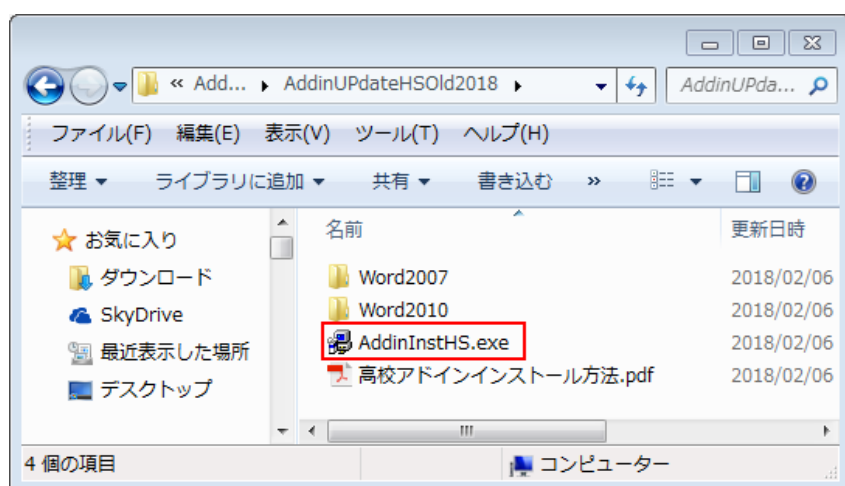 « Add... ▸ AddinUPdateHSOld2018 ▸ AddinUPda...
ファイル(F) 編集(E) 表示(V) ツール(T) ヘルプ(H)
整理 ライブラリに追加 共有 書き込む »
名前 更新日時
お気に入り
ダウンロード
SkyDrive
最近表示した場所
デスクトップ
Word2007 2018/02/06
Word2010 2018/02/06
AddinInstHS.exe 2018/02/06
高校アドインインストール方法.pdf 2018/02/06
4 個の項目 コンピューター